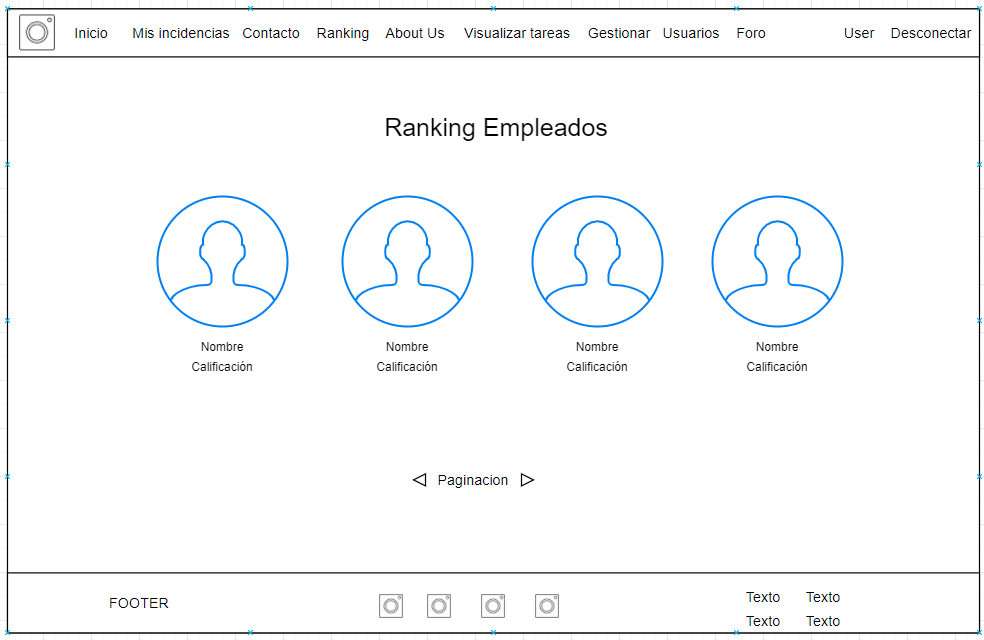 Inicio Mis incidencias Contacto Ranking About Us Visualizar tareas Gestionar Usuarios Foro User Desconectar
Ranking Empleados
Nombre Nombre Nombre Nombre
Calificación Calificación Calificación Calificación
Paginacion
FOOTER
Texto Texto
Texto Texto